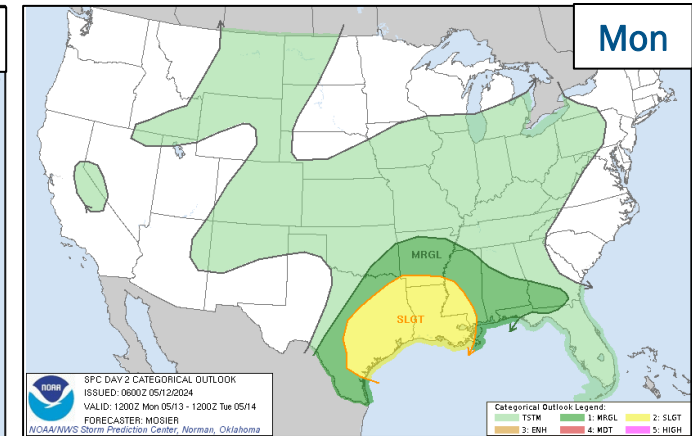 Mon
MRGL
SLGT
NOAA
SPC DAY 2 CATEGORICAL OUTLOOK
ISSUED: 0600Z 05/12/2024
VALID: 1200Z Mon 05/13 - 1200Z Tue 05/14
FORECASTER: MOSIER
NOAA/NWS Storm Prediction Center, Norman, Oklahoma
Categorical Outlook Legend:
TSTM 1: MRGL 2: SLGT
3: ENH 4: MDT 5: HIGH